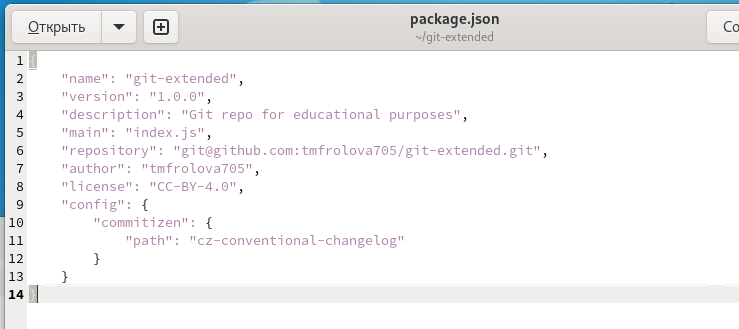 Открыть
package.json
~/git-extended
Со
1 {
2 "name": "git-extended",
3 "version": "1.0.0",
4 "description": "Git repo for educational purposes",
5 "main": "index.js",
6 "repository": "git@github.com:tmfrolova705/git-extended.git",
7 "author": "tmfrolova705",
8 "license": "CC-BY-4.0",
9 "config": {
10 "commitizen": {
11 "path": "cz-conventional-changelog"
12 }
13 }
14 }